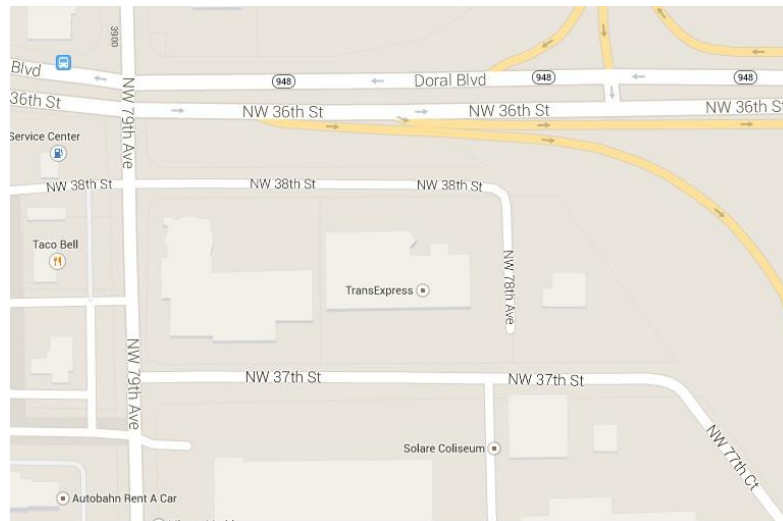 3900
Blvd
948
Doral Blvd
948
948
36th St
NW 36th St
NW 36th St
NW 36th St
NW 79th Ave
Service Center
NW 38th St
NW 38th St
NW 38th St
Taco Bell
TransExpress
NW 78th Ave
NW 79th Ave
NW 37th St
NW 37th St
Solare Coliseum
NW 77th Ct
Autobahn Rent A Car